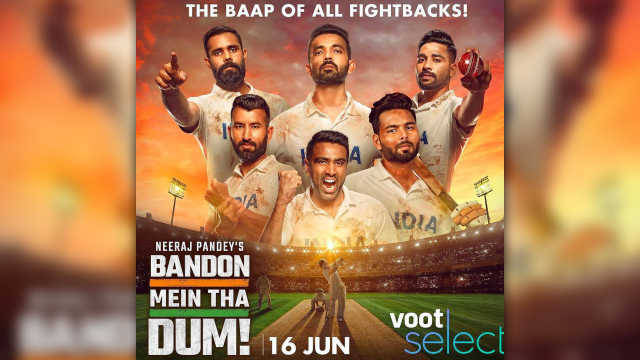 THE BAAP OF ALL FIGHTBACKS!
INDIA
INDIA
INDIA
NEERAJ PANDEY'S
BANDON
MEIN THA
DUM!
16 JUN
voot
select